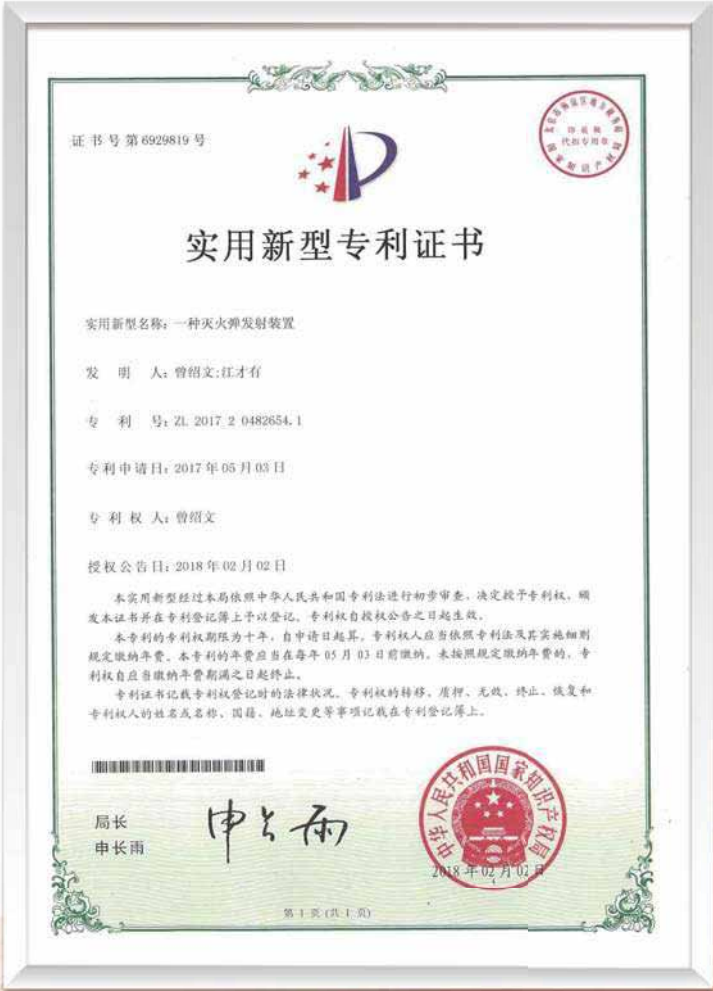 证书号第6929819号
印花税
代扣专用章
国家知识产权局
实用新型专利证书
实用新型名称：一种灭火弹发射装置
发 明 人：曾绍文;江才有
专 利 号：ZL 2017 2 0482654.1
专利申请日：2017年05月03日
专 利 权 人：曾绍文
授权公告日：2018年02月02日
本实用新型经过本局依照中华人民共和国专利法进行初步审查，决定授予专利权，颁
发本证书并在专利登记簿上予以登记。专利权自授权公告之日起生效。
本专利的专利权期限为十年，自申请日起算。专利权人应当依照专利法及其实施细则
规定缴纳年费。本专利的年费应当在每年05月03日前缴纳。未按照规定缴纳年费的，专
利权自应当缴纳年费期满之日起终止。
专利证书记载专利权登记时的法律状况。专利权的转移、质押、无效、终止、恢复和
专利权人的姓名或名称、国籍、地址变更等事项记载在专利登记簿上。
局长
申长雨
申长雨
中华人民共和国国家知识产权局
2018年02月02日
第 1 页 (共 1 页)